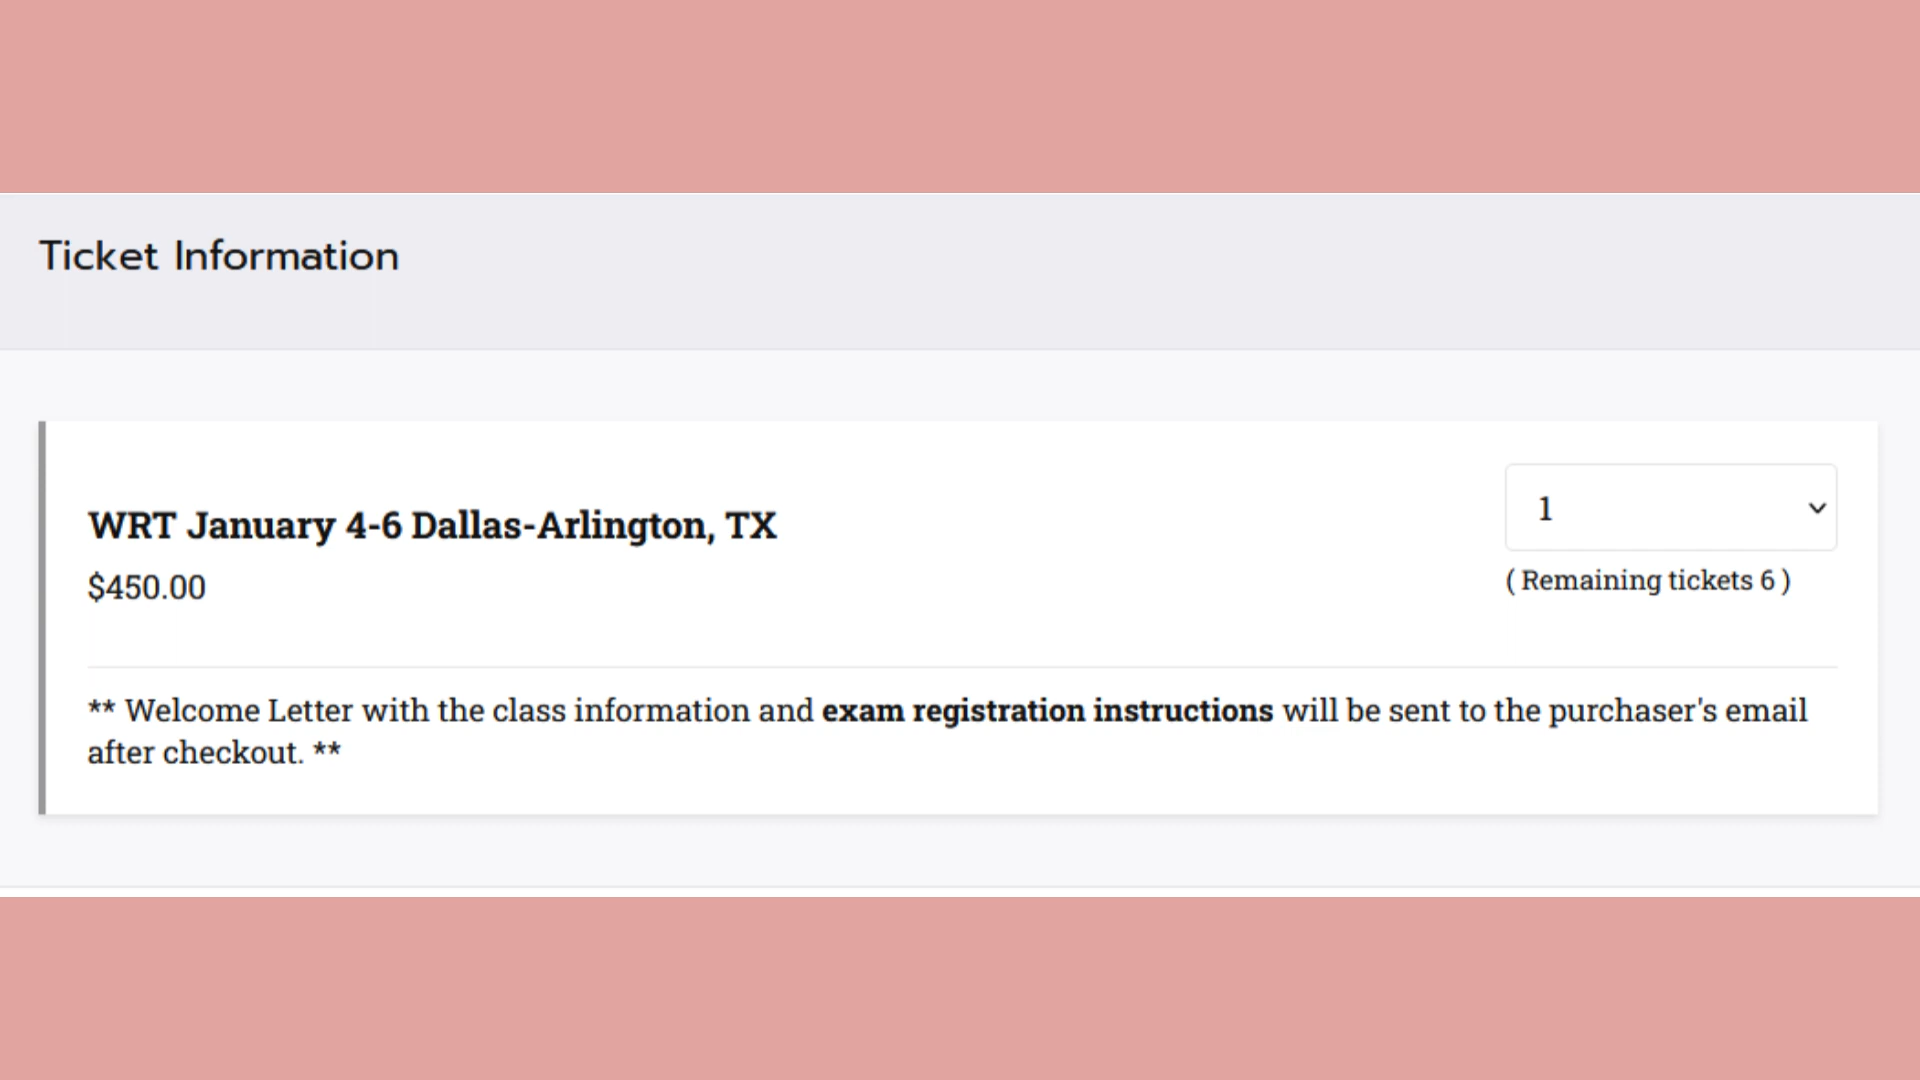 Ticket Information
WRT January 4-6 Dallas-Arlington, TX
$450.00
1
( Remaining tickets 6 )
** Welcome Letter with the class information and exam registration instructions will be sent to the purchaser's email
after checkout. **